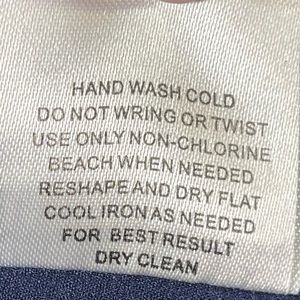 HAND WASH COLD
DO NOT WRING OR TWIST
USE ONLY NON-CHLORINE
BEACH WHEN NEEDED
RESHAPE AND DRY FLAT
COOL IRON AS NEEDED
FOR BEST RESULT
DRY CLEAN